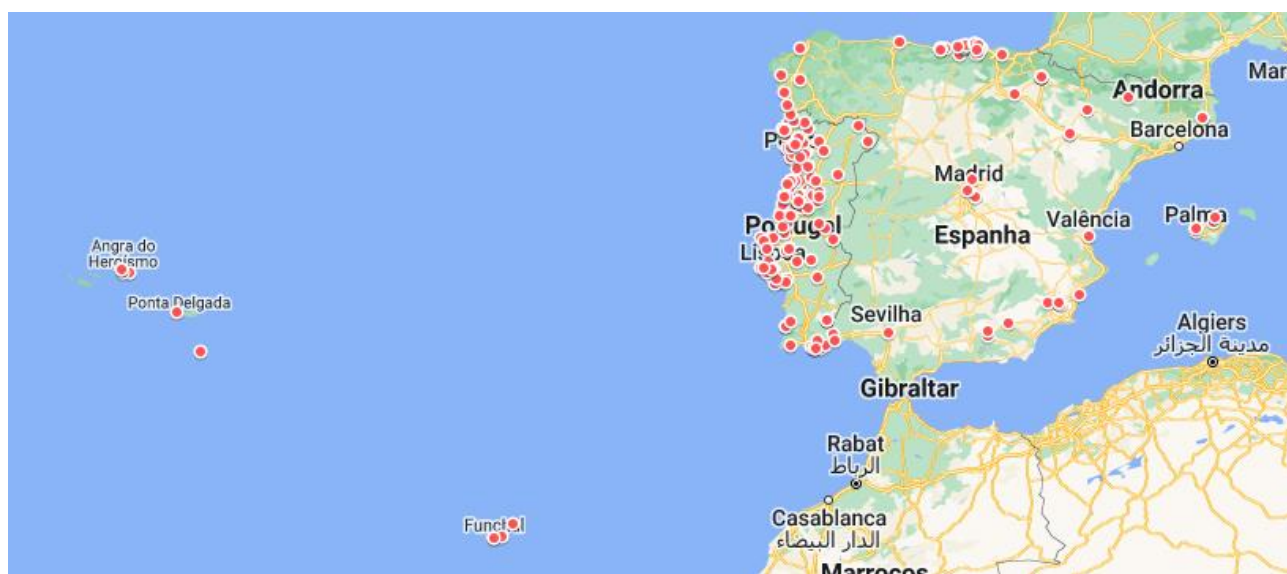 Mar
Andorra
Barcelona
Madrid
Valência
Palma
Portugal
Espanha
Lisboa
Angra do
Heroísmo
Ponta Delgada
Sevilha
Algiers
مدينة الجزائر
Gibraltar
Rabat
الرباط
Funchal
Casablanca
الدار البيضاء
Marrocos